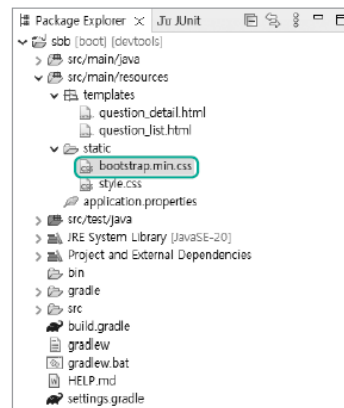 Package Explorer × JU JUnit
sbb [boot] [devtools]
src/main/java
src/main/resources
templates
question_detail.html
question_list.html
static
bootstrap.min.css
style.css
application.properties
src/test/java
JRE System Library [JavaSE-20]
Project and External Dependencies
bin
gradle
src
build.gradle
gradlew
gradlew.bat
HELP.md
settings.gradle